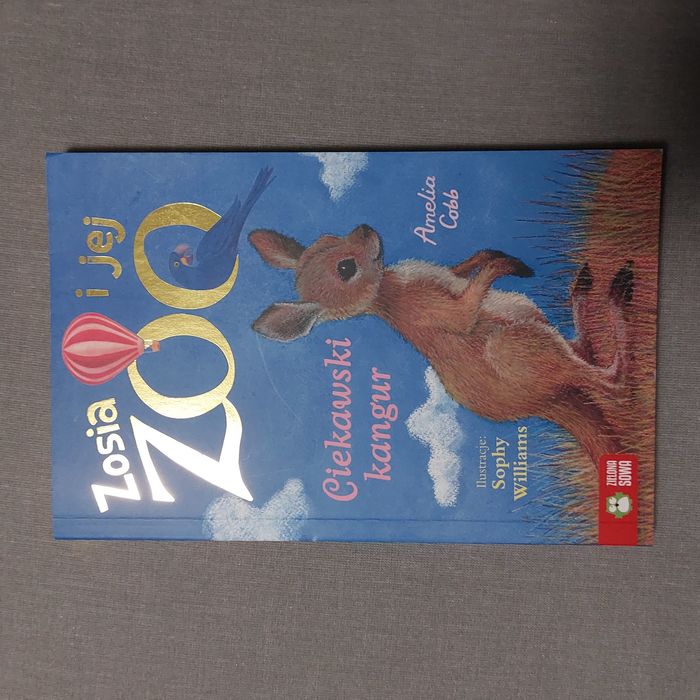 Zosia i jej
ZOO
Ciekawski
kangur
Amelia
Cobb
Ilustracje:
Sophy
Williams
ZIELONA
SOWA